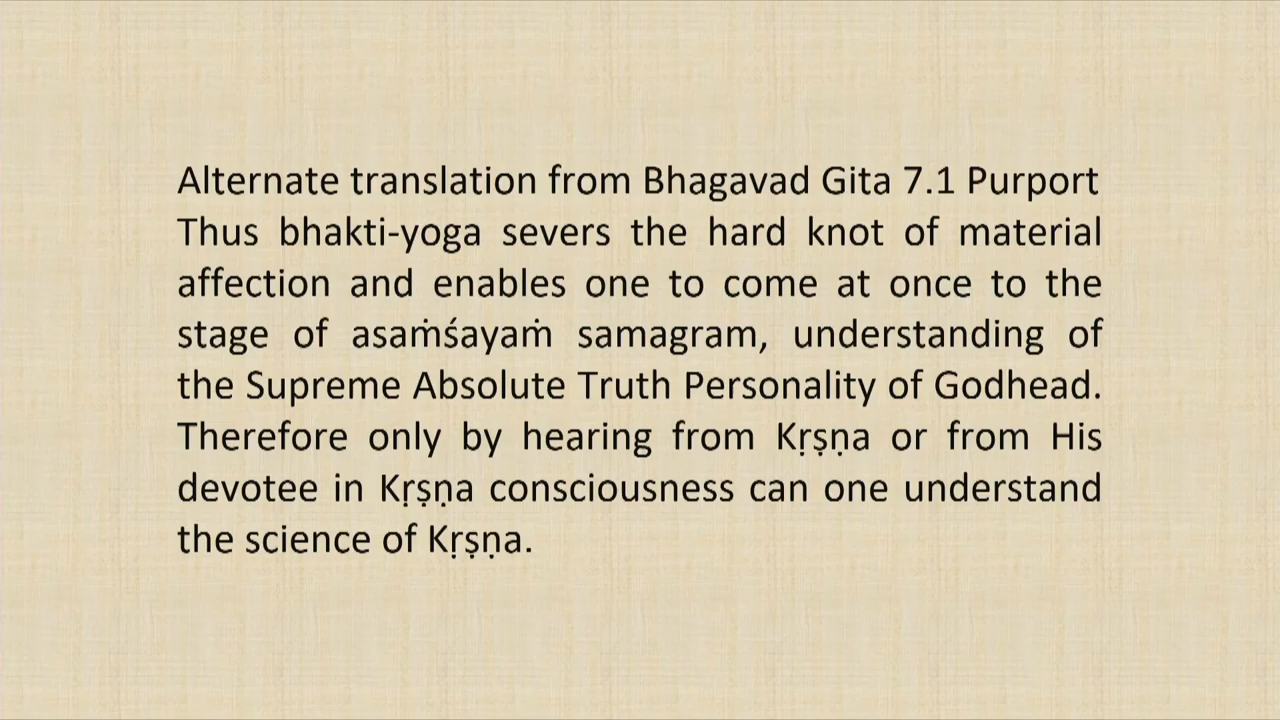 Alternate translation from Bhagavad Gita 7.1 Purport
Thus bhakti-yoga severs the hard knot of material
affection and enables one to come at once to the
stage of asaṁśayaṁ samagram, understanding of
the Supreme Absolute Truth Personality of Godhead.
Therefore only by hearing from Kṛṣṇa or from His
devotee in Kṛṣṇa consciousness can one understand
the science of Kṛṣṇa.